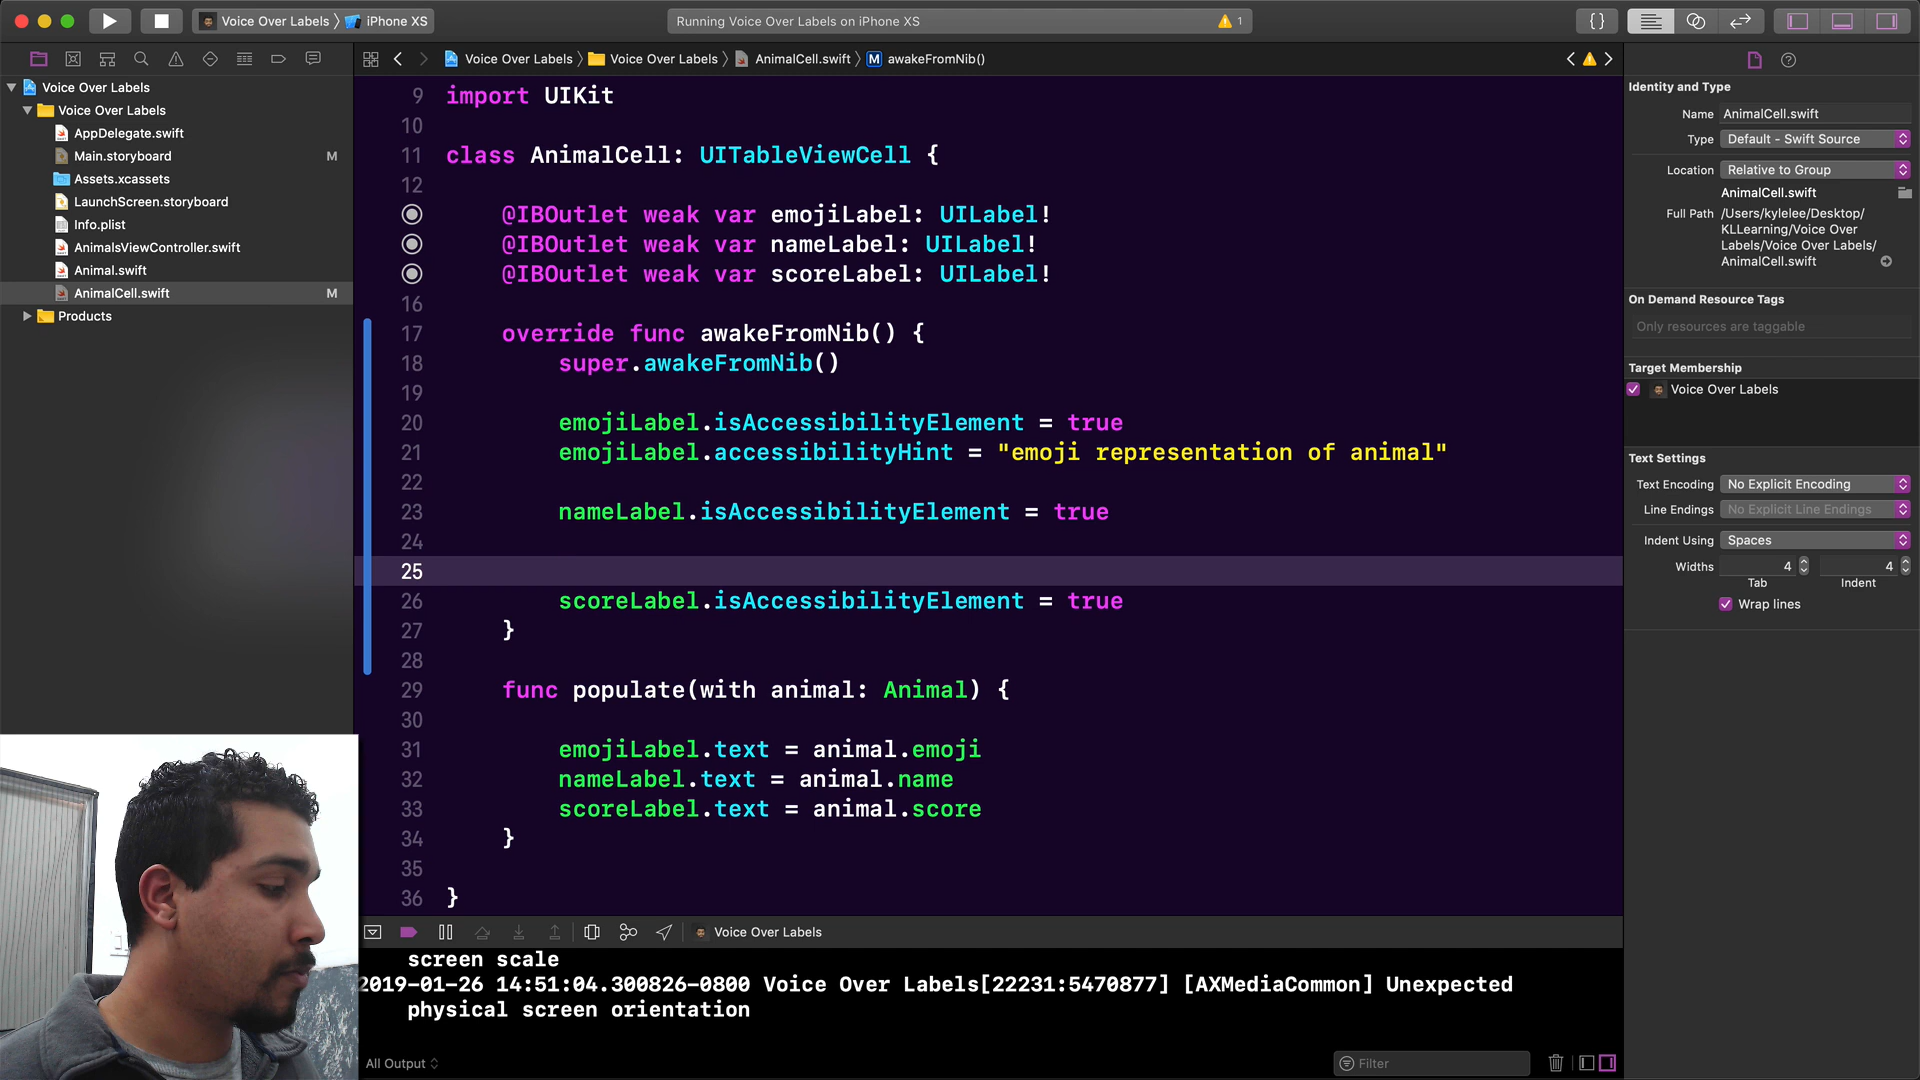 Voice Over Labels
iPhone XS
Running Voice Over Labels on iPhone XS
1
{}
Voice Over Labels
Voice Over Labels
AnimalCell.swift
M
awakeFromNib()
Voice Over Labels
Voice Over Labels
AppDelegate.swift
Main.storyboard
M
Assets.xcassets
LaunchScreen.storyboard
Info.plist
AnimalsViewController.swift
Animal.swift
AnimalCell.swift
M
Products
9 import UIKit
10
11 class AnimalCell: UITableViewCell {
12
@IBOutlet weak var emojiLabel: UILabel!
@IBOutlet weak var nameLabel: UILabel!
@IBOutlet weak var scoreLabel: UILabel!
16
17 override func awakeFromNib() {
18 super.awakeFromNib()
19
20 emojiLabel.isAccessibilityElement = true
21 emojiLabel.accessibilityHint = "emoji representation of animal"
22
23 nameLabel.isAccessibilityElement = true
24
25
26 scoreLabel.isAccessibilityElement = true
27 }
28
29 func populate(with animal: Animal) {
30
31 emojiLabel.text = animal.emoji
32 nameLabel.text = animal.name
33 scoreLabel.text = animal.score
34 }
35
36 }
Voice Over Labels
screen scale
2019-01-26 14:51:04.300826-0800 Voice Over Labels[22231:5470877] [AXMediaCommon] Unexpected
physical screen orientation
All Output
Filter
Identity and Type
Name AnimalCell.swift
Type Default - Swift Source
Location Relative to Group
AnimalCell.swift
Full Path /Users/kylelee/Desktop/
KLLearning/Voice Over
Labels/Voice Over Labels/
AnimalCell.swift
On Demand Resource Tags
Only resources are taggable
Target Membership
Voice Over Labels
Text Settings
Text Encoding No Explicit Encoding
Line Endings No Explicit Line Endings
Indent Using Spaces
Widths 4 4
Tab Indent
Wrap lines